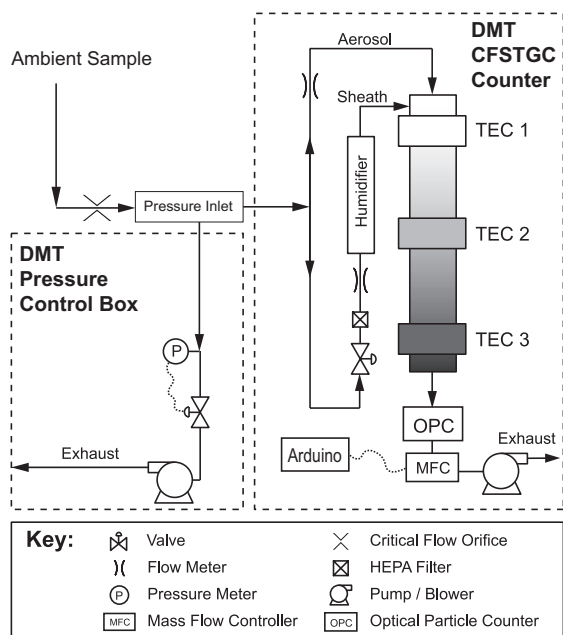 Ambient Sample
Pressure Inlet
DMT
Pressure
Control Box
P
Exhaust
DMT
CFSTGC
Counter
Aerosol
Sheath
Humidifier
TEC 1
TEC 2
TEC 3
OPC
Arduino
MFC
Exhaust
Key:
Valve
Critical Flow Orifice
Flow Meter
HEPA Filter
P
Pressure Meter
Pump / Blower
MFC
Mass Flow Controller
OPC
Optical Particle Counter